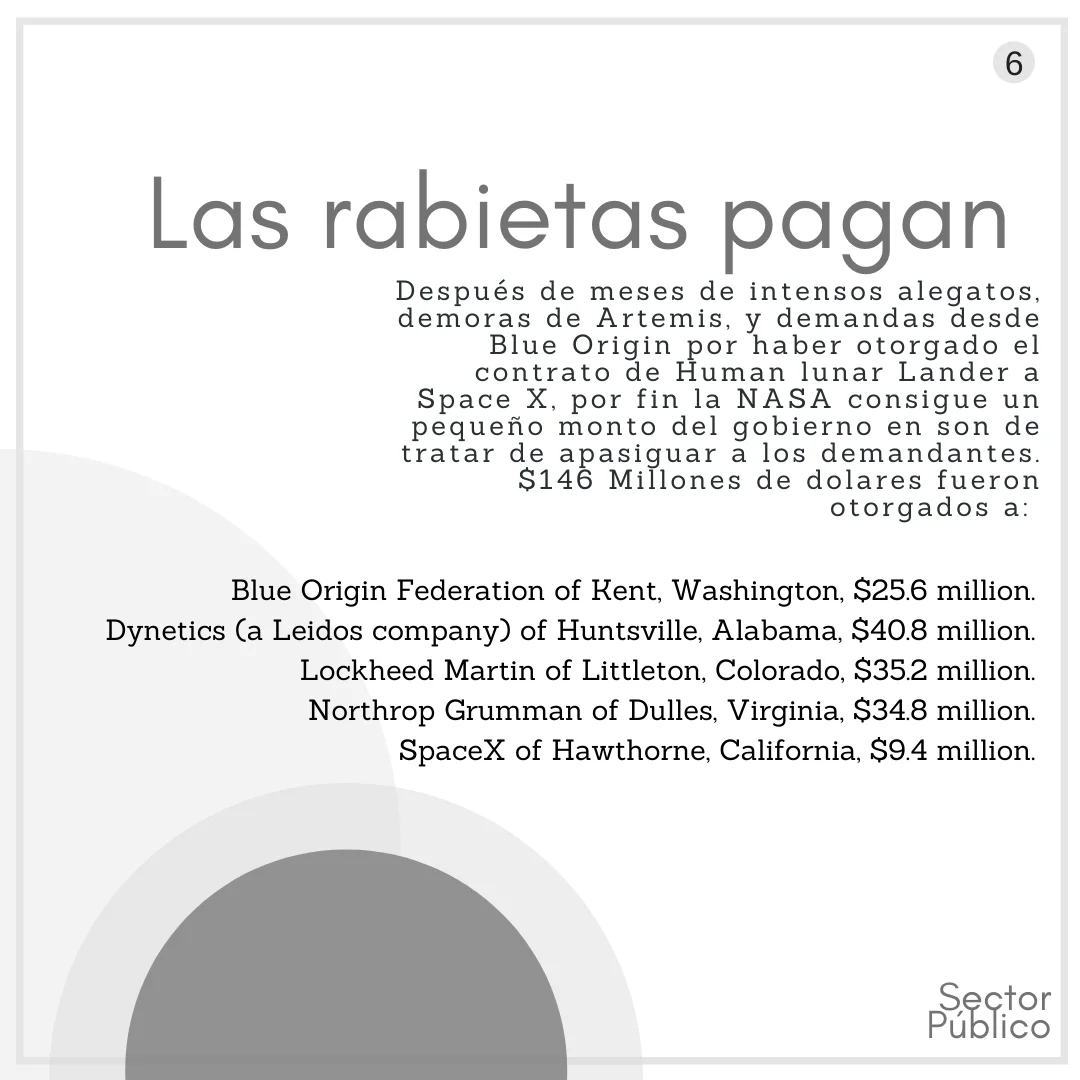 6
Las rabietas pagan
Después de meses de intensos alegatos,
demoras de Artemis, y demandas desde
Blue Origin por haber otorgado el
contrato de Human lunar Lander a
Space X, por fin la NASA consigue un
pequeño monto del gobierno en son de
tratar de apasiguar a los demandantes.
$146 Millones de dolares fueron
otorgados a:
Blue Origin Federation of Kent, Washington, $25.6 million.
Dynetics (a Leidos company) of Huntsville, Alabama, $40.8 million.
Lockheed Martin of Littleton, Colorado, $35.2 million.
Northrop Grumman of Dulles, Virginia, $34.8 million.
SpaceX of Hawthorne, California, $9.4 million.
Sector
Público